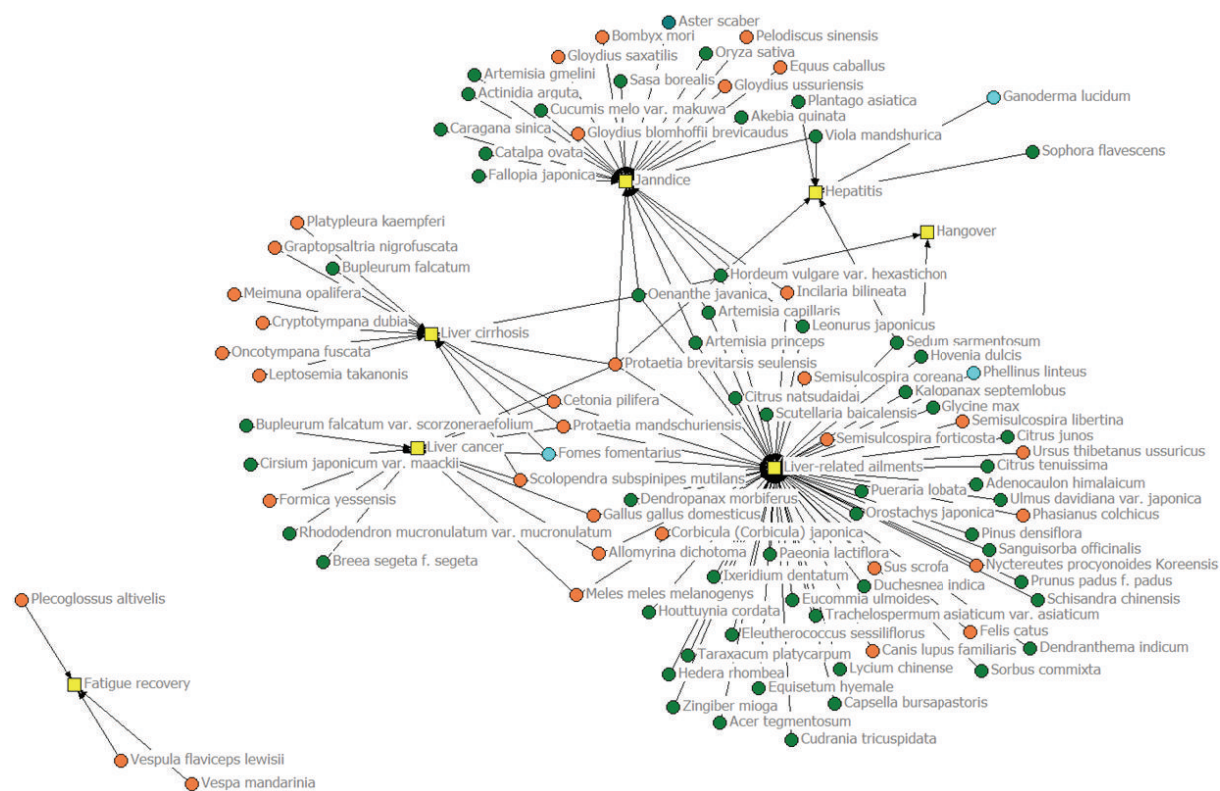 Aster scaber
Bombyx mori
Pelodiscus sinensis
Gloydius saxatilis
Oryza sativa
Equus caballus
Artemisia gmelini
Sasa borealis
Gloydius ussuriensis
Actinidia arguta
Ganoderma lucidum
Plantago asiatica
Cucumis melo var. makuwa
Akebia quinata
Caragana sinica
Gloydius blomhoffii brevicaudus
Viola mandshurica
Catalpa ovata
Sophora flavescens
Fallopia japonica
Janndice
Hepatitis
Platypleura kaempferi
Hangover
Graptopsaltria nigrofuscata
Bupleurum falcatum
Hordeum vulgare var. hexastichon
Meimuna opalifera
Oenanthe javanica
Incilaria bilineata
Artemisia capillaris
Cryptotympana dubia
Leonurus japonicus
Liver cirrhosis
Artemisia princeps
Sedum sarmentosum
Oncotympana fuscata
Hovenia dulcis
Protaetia brevitarsis seulensis
Leptosemia takanonis
Semisulcospira coreana
Phellinus linteus
Kalopanax septemlobus
Cetonia pilifera
Citrus natsudaidai
Glycine max
Scutellaria baicalensis
Semisulcospira libertina
Bupleurum falcatum var. scorzoneraefolium
Protaetia mandschuriensis
Semisulcospira forticosta
Citrus junos
Liver cancer
Fomes fomentarius
Ursus thibetanus ussuricus
Cirsium japonicum var. maackii
Liver-related ailments
Citrus tenuissima
Scolopendra subspinipes mutilans
Adenocaulon himalaicum
Pueraria lobata
Formica yessensis
Dendropanax morbiferus
Ulmus davidiana var. japonica
Gallus gallus domesticus
Orostachys japonica
Phasianus colchicus
Rhododendron mucronulatum var. mucronulatum
Corbicula (Corbicula) japonica
Pinus densiflora
Allomyrina dichotoma
Paeonia lactiflora
Sanguisorba officinalis
Breea segeta f. segeta
Sus scrofa
Nyctereutes procyonoides Koreensis
Ixeridium dentatum
Prunus padus f. padus
Duchesnea indica
Meles meles melanogenys
Eucommia ulmoides
Schisandra chinensis
Plecoglossus altivelis
Houttuynia cordata
Trachelospermum asiaticum var. asiaticum
Eleutherococcus sessiliflorus
Felis catus
Taraxacum platycarpum
Canis lupus familiaris
Dendranthema indicum
Hedera rhombea
Lycium chinense
Sorbus commixta
Fatigue recovery
Equisetum hyemale
Zingiber mioga
Capsella bursapastoris
Acer tegmentosum
Cudrania tricuspidata
Vespula flaviceps lewisii
Vespa mandarinia